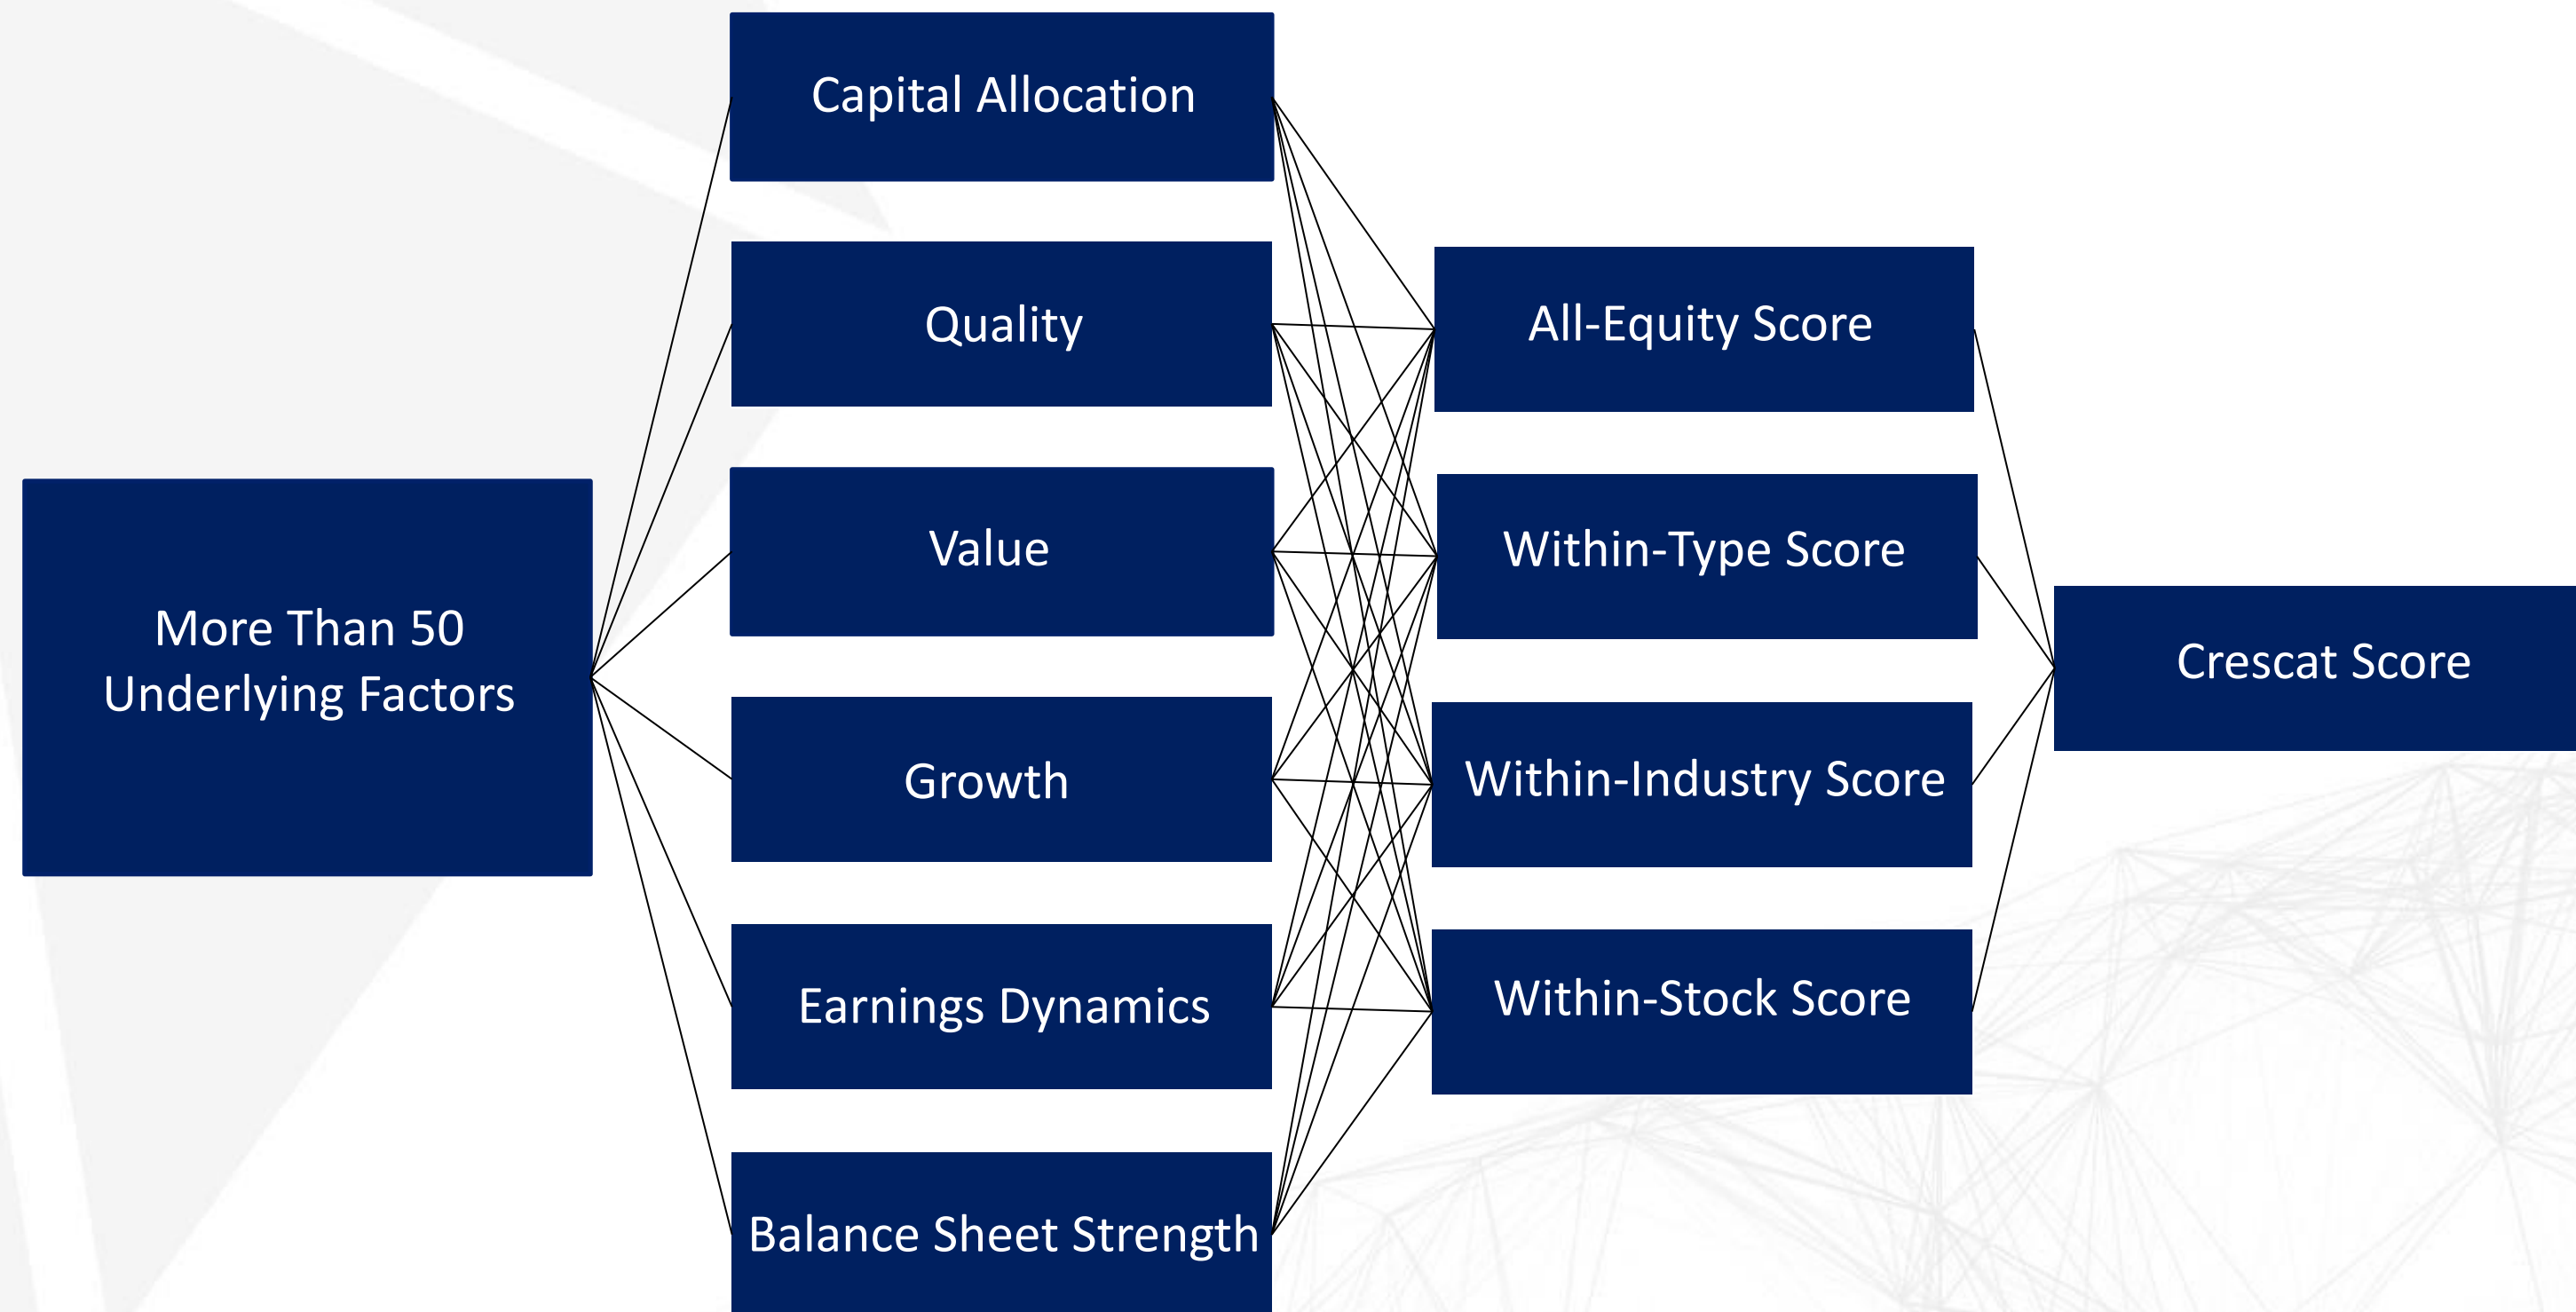 More Than 50
Underlying Factors
Capital Allocation
Quality
Value
Growth
Earnings Dynamics
Balance Sheet Strength
All-Equity Score
Within-Type Score
Within-Industry Score
Within-Stock Score
Crescat Score